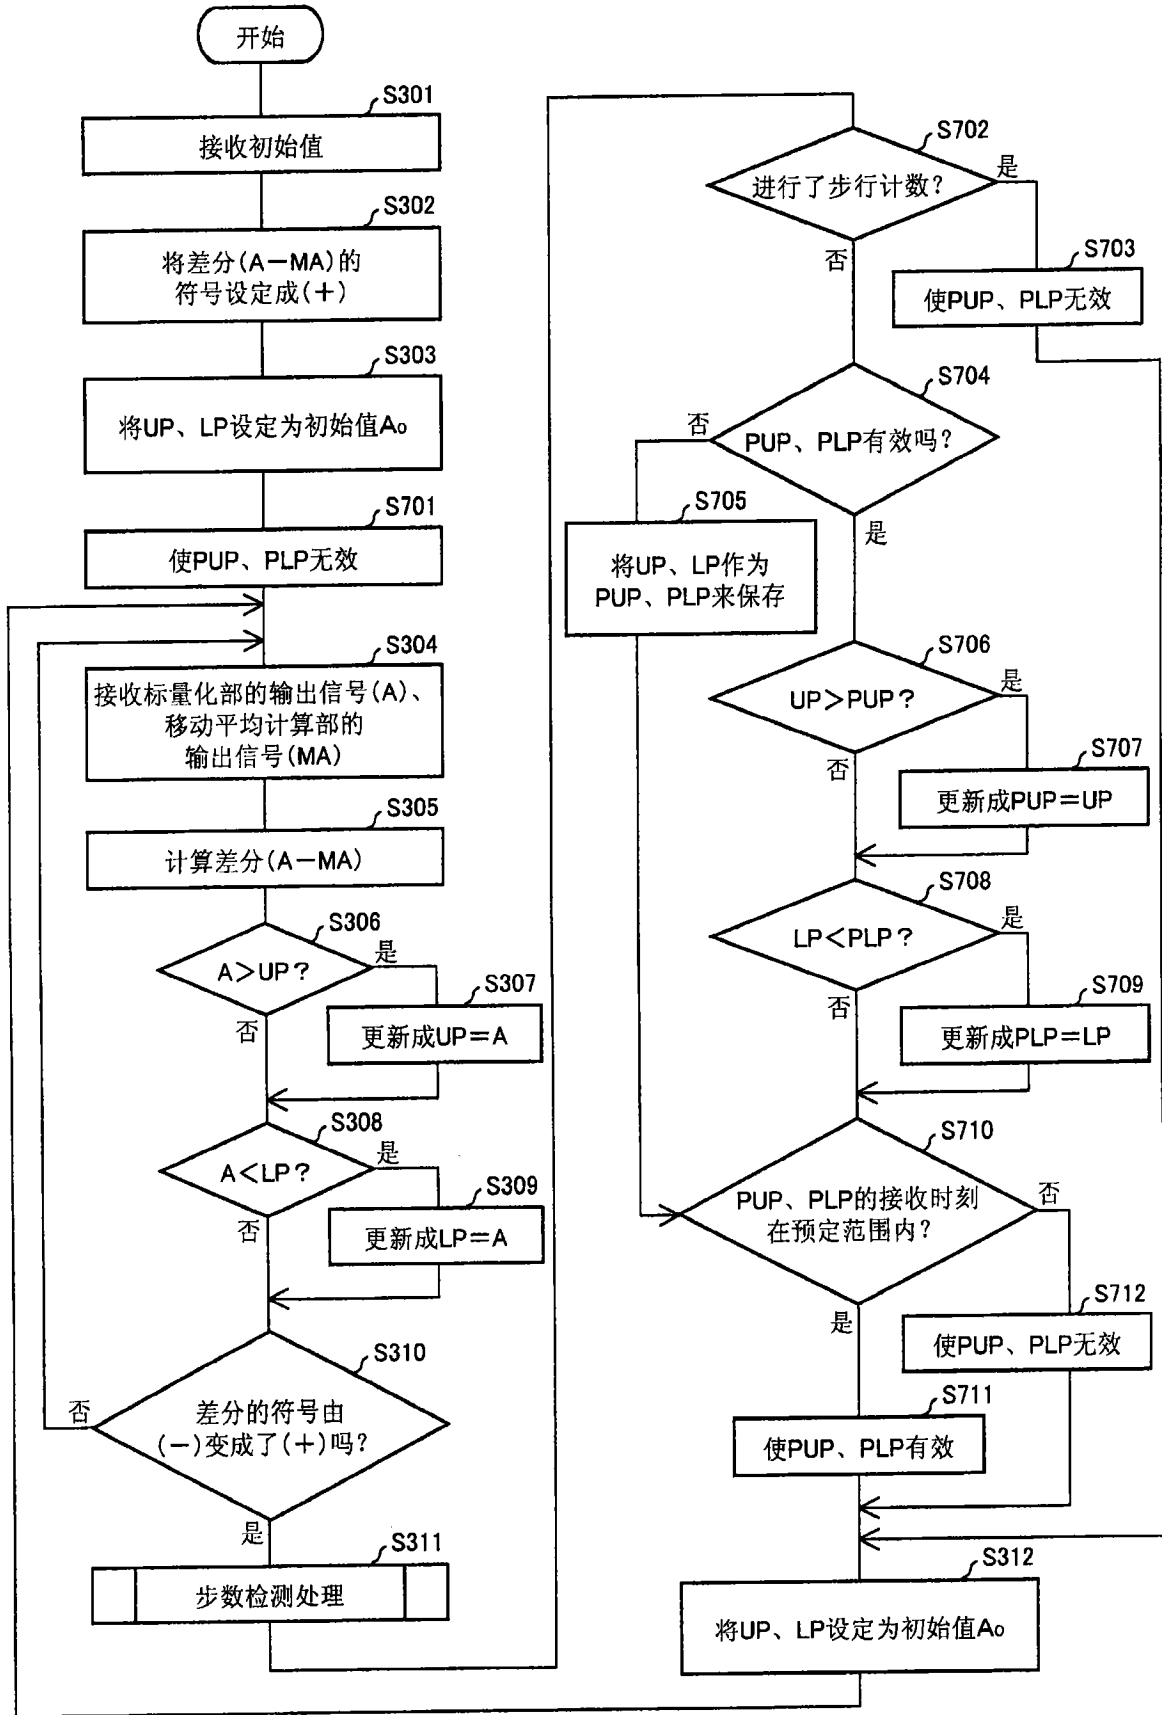 开始
S301
接收初始值
S302
将差分(A－MA)的
符号设定成(＋)
S303
将UP、LP设定为初始值A₀
S701
使PUP、PLP无效
S304
接收标量化部的输出信号(A)、
移动平均计算部的
输出信号(MA)
S305
计算差分(A－MA)
S306
A＞UP？
是
否
S307
更新成UP＝A
S308
A＜LP？
是
否
S309
更新成LP＝A
S310
差分的符号由
(－)变成了(＋)吗？
否
是
S311
步数检测处理
S702
进行了步行计数？
是
否
S703
使PUP、PLP无效
S704
PUP、PLP有效吗？
否
是
S705
将UP、LP作为
PUP、PLP来保存
S706
UP＞PUP？
是
否
S707
更新成PUP＝UP
S708
LP＜PLP？
是
否
S709
更新成PLP＝LP
S710
PUP、PLP的接收时刻
在预定范围内？
否
是
S712
使PUP、PLP无效
S711
使PUP、PLP有效
S312
将UP、LP设定为初始值A₀